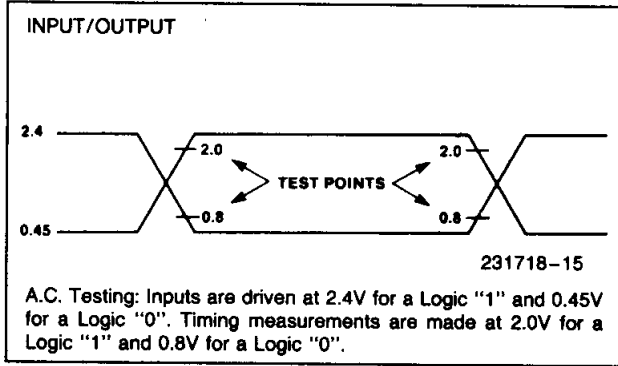 INPUT/OUTPUT
2.4
2.0
2.0
TEST POINTS
0.8
0.8
0.45
231718–15
A.C. Testing: Inputs are driven at 2.4V for a Logic "1" and 0.45V
for a Logic "0". Timing measurements are made at 2.0V for a
Logic "1" and 0.8V for a Logic "0".